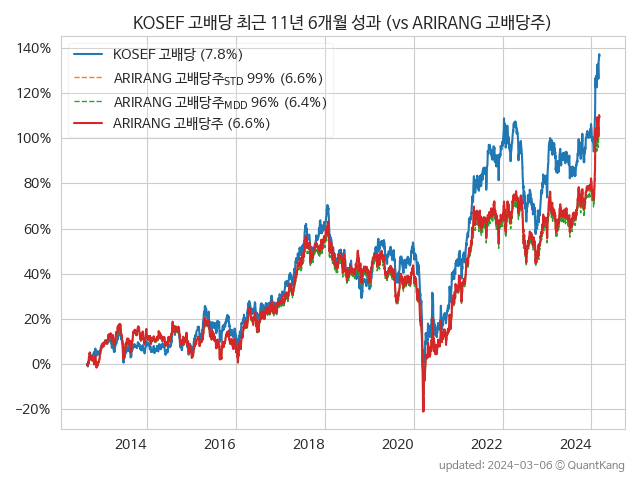 KOSEF 고배당 최근 11년 6개월 성과 (vs ARIRANG 고배당주)
KOSEF 고배당 (7.8%)
ARIRANG 고배당주STD 99% (6.6%)
ARIRANG 고배당주MDD 96% (6.4%)
ARIRANG 고배당주 (6.6%)
140%
120%
100%
80%
60%
40%
20%
0%
−20%
2014 2016 2018 2020 2022 2024
updated: 2024-03-06 © QuantKang